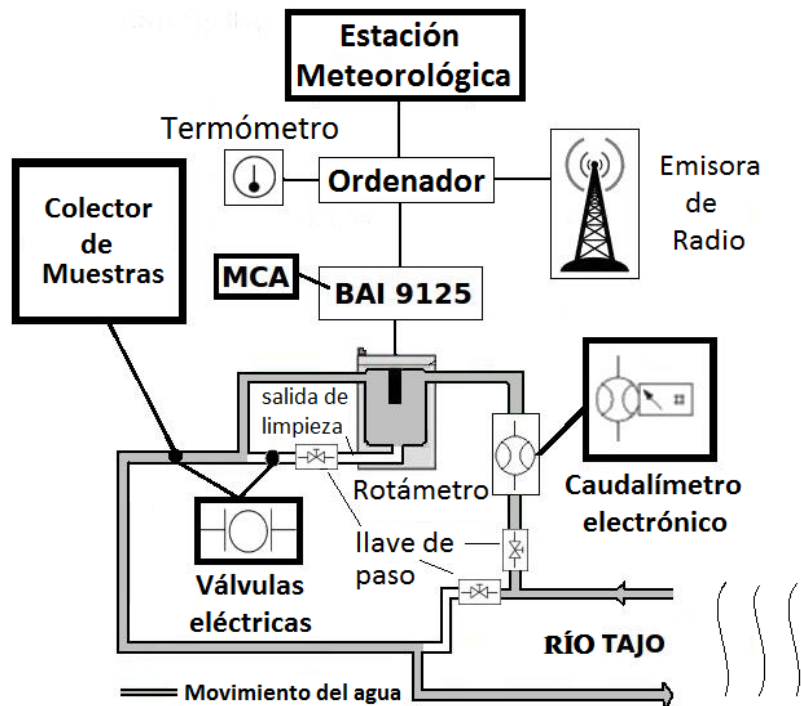 Estación
Meteorológica
Termómetro
Ordenador
Emisora
de
Radio
Colector
de
Muestras
MCA
BAI 9125
salida de
limpieza
Rotámetro
Caudalímetro
electrónico
llave de
paso
Válvulas
eléctricas
RÍO TAJO
Movimiento del agua